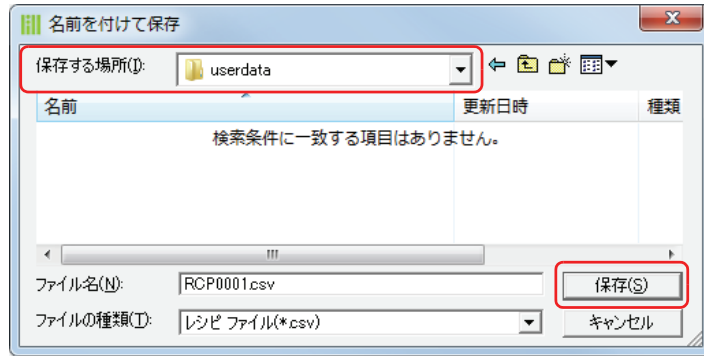 名前を付けて保存
保存する場所(I): userdata
名前 更新日時 種類
検索条件に一致する項目はありません。
ファイル名(N): RCP0001.csv 保存(S)
ファイルの種類(T): レシピ ファイル(*.csv) キャンセル